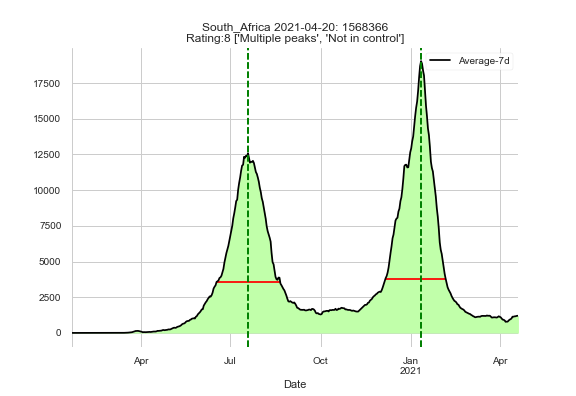 South_Africa 2021-04-20: 1568366
Rating:8 ['Multiple peaks', 'Not in control']
Average-7d
17500
15000
12500
10000
7500
5000
2500
0
Apr Jul Oct Jan Apr
2021
Date